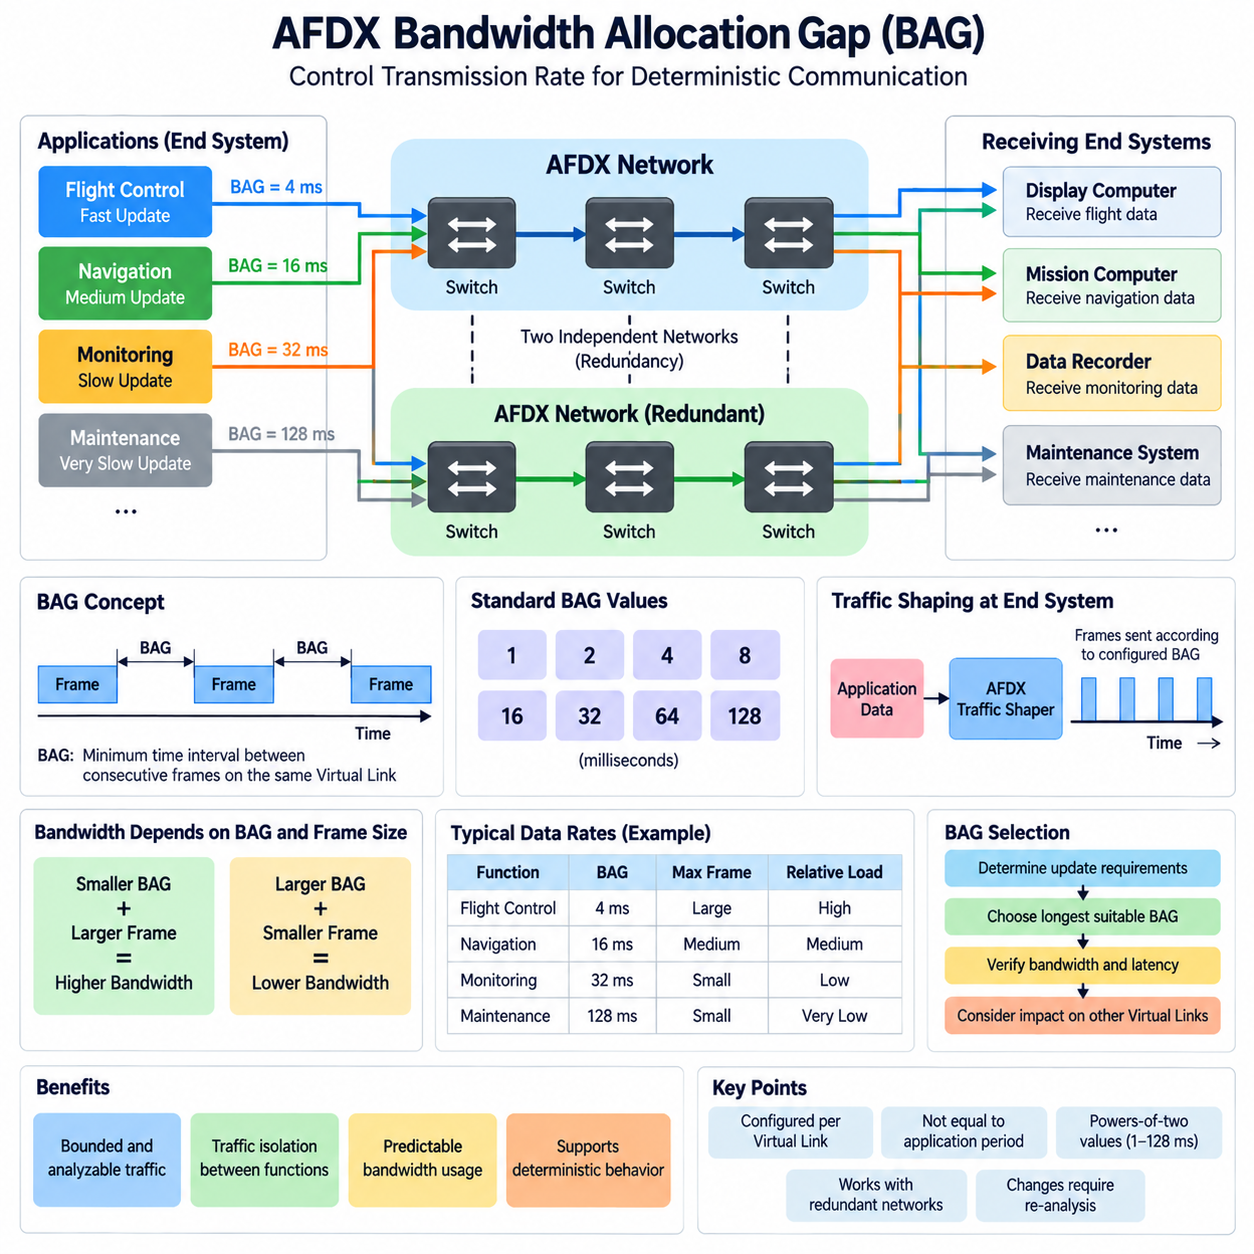 AFDX Bandwidth Allocation Gap (BAG)
Control Transmission Rate for Deterministic Communication
Applications (End System)
Flight Control
Fast Update
BAG = 4 ms
Navigation
Medium Update
BAG = 16 ms
Monitoring
Slow Update
BAG = 32 ms
Maintenance
Very Slow Update
BAG = 128 ms
...
AFDX Network
Switch
Switch
Switch
Two Independent Networks
(Redundancy)
AFDX Network (Redundant)
Switch
Switch
Switch
Receiving End Systems
Display Computer
Receive flight data
Mission Computer
Receive navigation data
Data Recorder
Receive monitoring data
Maintenance System
Receive maintenance data
...
BAG Concept
BAG
BAG
Frame
Frame
Frame
Time
BAG: Minimum time interval between
consecutive frames on the same Virtual Link
Standard BAG Values
1 2 4 8
16 32 64 128
(milliseconds)
Traffic Shaping at End System
Frames sent according
to configured BAG
Application
Data
AFDX
Traffic Shaper
Time
Bandwidth Depends on BAG and Frame Size
Smaller BAG
+
Larger Frame
=
Higher Bandwidth
Larger BAG
+
Smaller Frame
=
Lower Bandwidth
Typical Data Rates (Example)
Function BAG Max Frame Relative Load
Flight Control 4 ms Large High
Navigation 16 ms Medium Medium
Monitoring 32 ms Small Low
Maintenance 128 ms Small Very Low
BAG Selection
Determine update requirements
Choose longest suitable BAG
Verify bandwidth and latency
Consider impact on other Virtual Links
Benefits
Bounded and
analyzable traffic
Traffic isolation
between functions
Predictable
bandwidth usage
Supports
deterministic behavior
Key Points
Configured per
Virtual Link
Not equal to
application period
Powers-of-two
values (1–128 ms)
Works with
redundant networks
Changes require
re-analysis